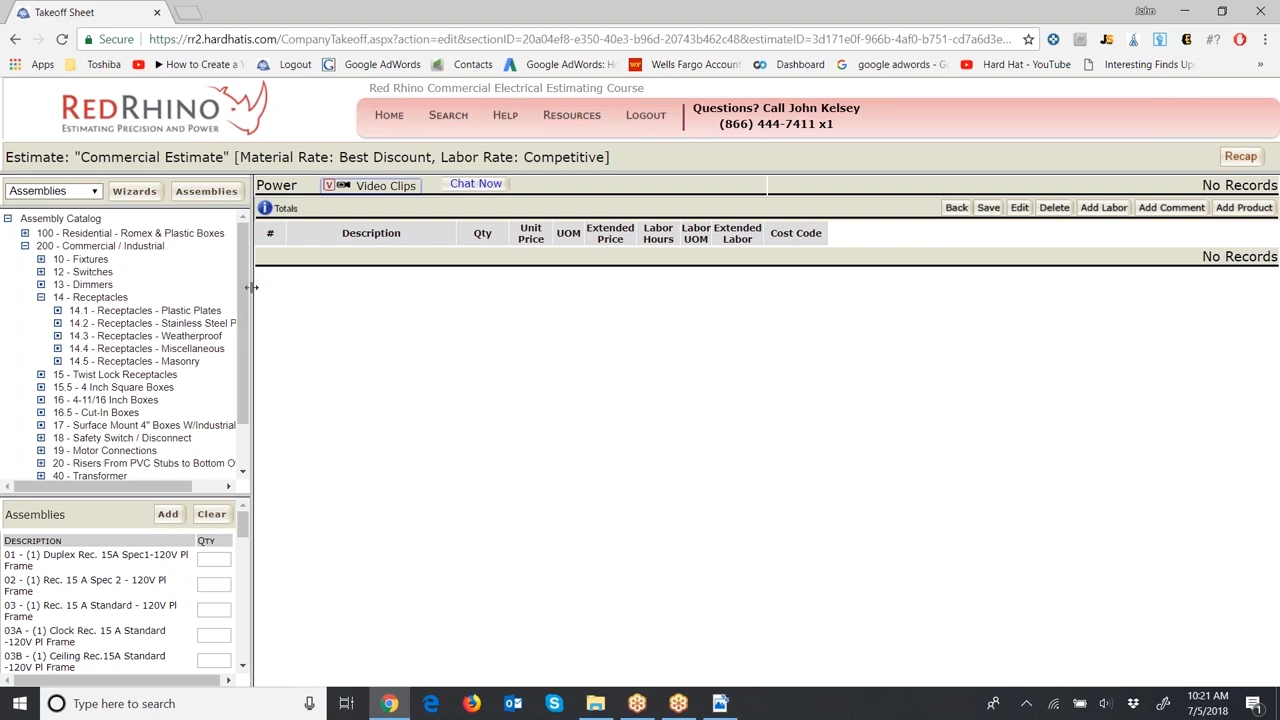 Takeoff Sheet
John
Secure https://rr2.hardhatis.com/CompanyTakeoff.aspx?action=edit&sectionID=20a04ef8-e350-40e3-b96d-20743b462c48&estimateID=3d171e0f-966b-4af0-b751-cd7a6d3e...
Apps Toshiba ▶ How to Create a Y Logout Google AdWords Contacts Google AdWords: Ho Wells Fargo Account Dashboard google adwords - Go Hard Hat - YouTube Interesting Finds Up
Red Rhino Commercial Electrical Estimating Course
REDRHINO
ESTIMATING PRECISION AND POWER
HOME SEARCH HELP RESOURCES LOGOUT
Questions? Call John Kelsey
(866) 444-7411 x1
Estimate: "Commercial Estimate" [Material Rate: Best Discount, Labor Rate: Competitive]
Recap
Assemblies Wizards Assemblies
Power V Video Clips Chat Now No Records
Totals Back Save Edit Delete Add Labor Add Comment Add Product
# Description Qty Unit Price UOM Extended Price Labor Hours Labor UOM Extended Labor Cost Code
No Records
Assembly Catalog
100 - Residential - Romex & Plastic Boxes
200 - Commercial / Industrial
10 - Fixtures
12 - Switches
13 - Dimmers
14 - Receptacles
14.1 - Receptacles - Plastic Plates
14.2 - Receptacles - Stainless Steel P
14.3 - Receptacles - Weatherproof
14.4 - Receptacles - Miscellaneous
14.5 - Receptacles - Masonry
15 - Twist Lock Receptacles
15.5 - 4 Inch Square Boxes
16 - 4-11/16 Inch Boxes
16.5 - Cut-In Boxes
17 - Surface Mount 4" Boxes W/Industrial
18 - Safety Switch / Disconnect
19 - Motor Connections
20 - Risers From PVC Stubs to Bottom O
40 - Transformer
Assemblies Add Clear
DESCRIPTION QTY
01 - (1) Duplex Rec. 15A Spec1-120V Pl
Frame
02 - (1) Rec. 15 A Spec 2 - 120V Pl
Frame
03 - (1) Rec. 15 A Standard - 120V Pl
Frame
03A - (1) Clock Rec. 15 A Standard
-120V Pl Frame
03B - (1) Ceiling Rec.15A Standard
-120V Pl Frame
Type here to search
10:21 AM
7/5/2018